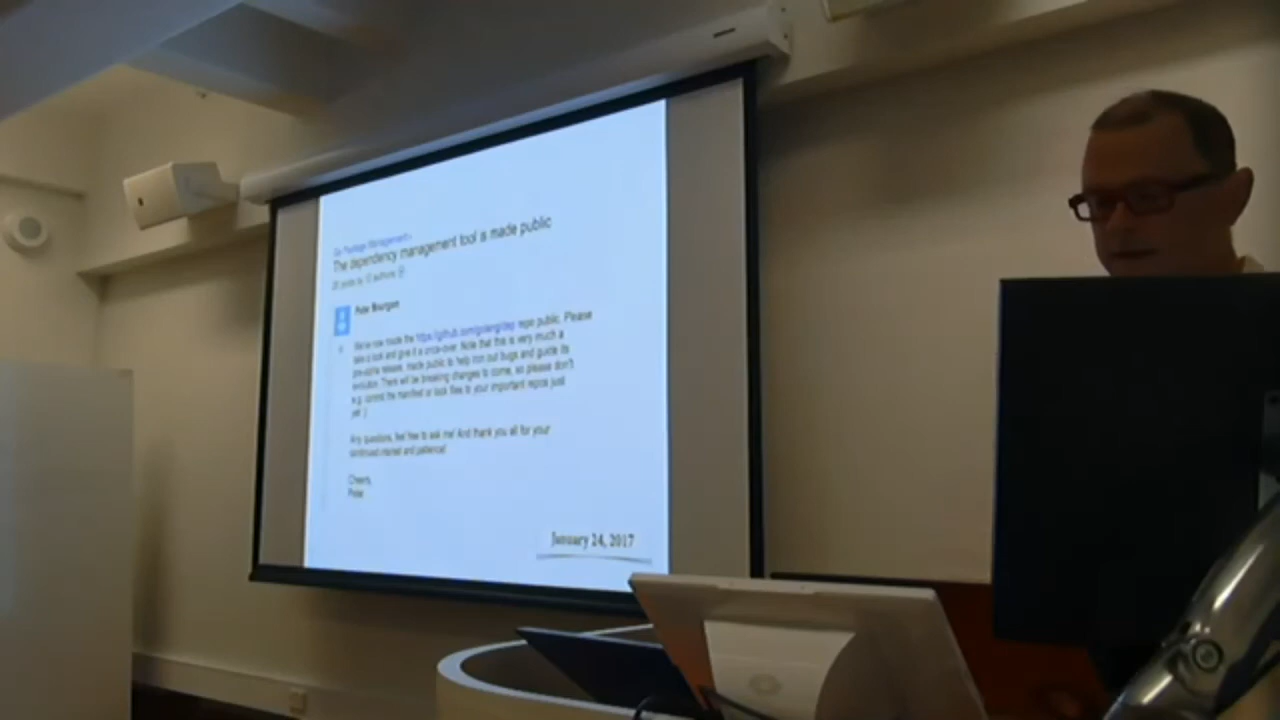 Go Package Management›
The dependency management tool is made public
posts by authors
Peter Bourgon
We've now made the https://github.com/golang/dep repo public. Please
take a look and give it a once-over. Note that this is very much a
pre-alpha release, made public to help iron out bugs and guide its
evolution. There will be breaking changes to come, so please don't
e.g. commit the manifest or lock files to your important repos just
yet :)
Any questions, feel free to ask me! And thank you all for your
continued interest and patience!
Cheers,
Peter
January 24, 2017